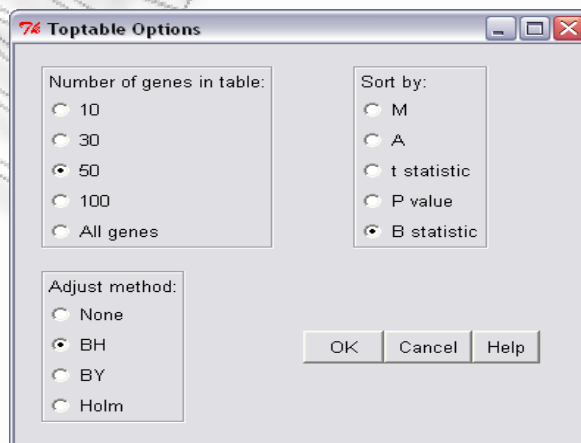 Toptable Options
Number of genes in table:
10
30
50
100
All genes
Sort by:
M
A
t statistic
P value
B statistic
Adjust method:
None
BH
BY
Holm
OK Cancel Help